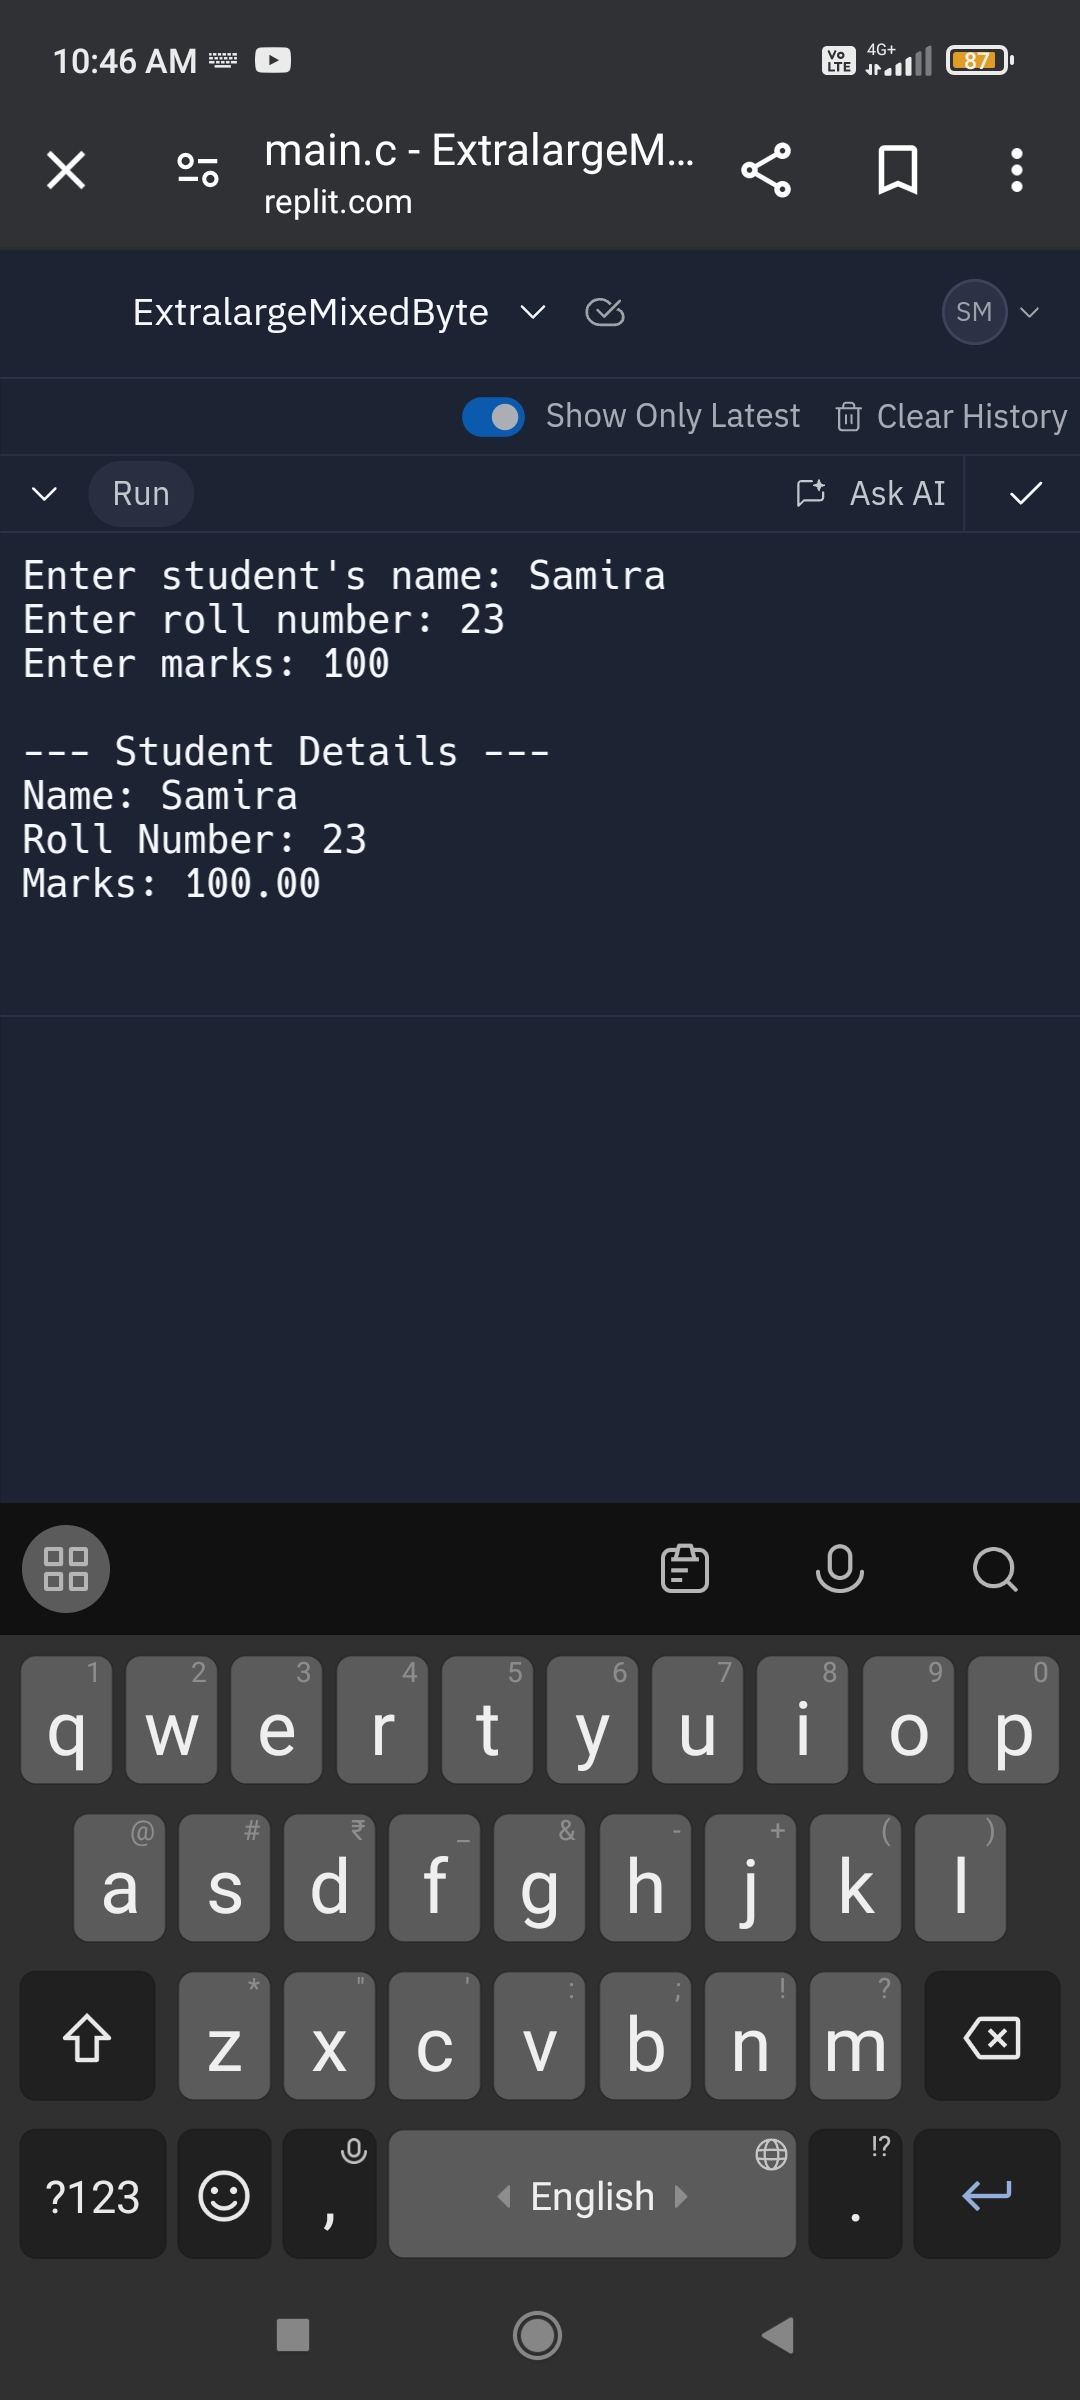 10:46 AM
Vo LTE 4G+ 87
main.c - ExtralargeM...
replit.com
ExtralargeMixedByte
SM
Show Only Latest Clear History
Run Ask AI
Enter student's name: Samira
Enter roll number: 23
Enter marks: 100
--- Student Details ---
Name: Samira
Roll Number: 23
Marks: 100.00
1 2 3 4 5 6 7 8 9 0
q w e r t y u i o p
@ # ₹ _ & - + ( )
a s d f g h j k l
* " ' : ; ! ?
z x c v b n m
!?
?123 , English .